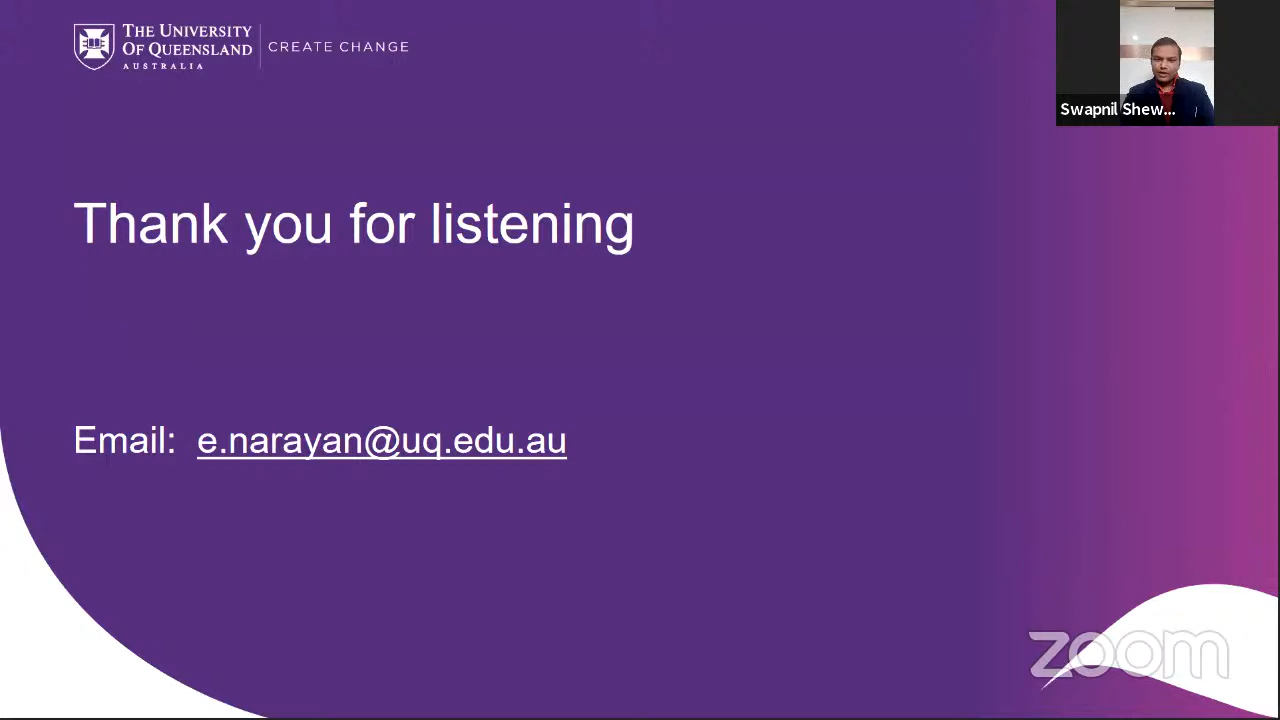 THE UNIVERSITY
OF QUEENSLAND
AUSTRALIA
CREATE CHANGE
Swapnil Shew...
Thank you for listening
Email: e.narayan@uq.edu.au
zoom